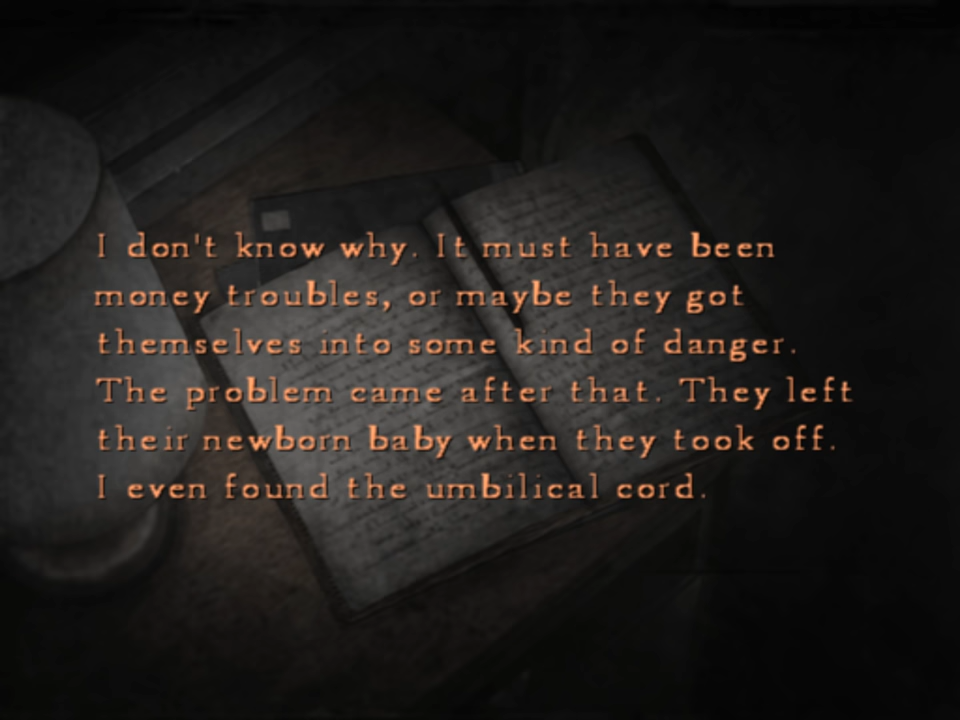 I don't know why. It must have been
money troubles, or maybe they got
themselves into some kind of danger.
The problem came after that. They left
their newborn baby when they took off.
I even found the umbilical cord.